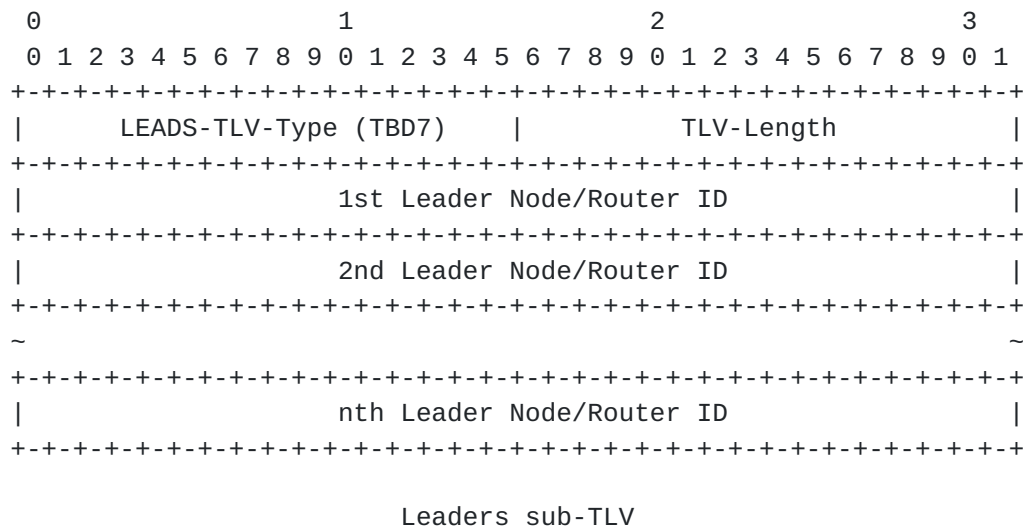 0                   1                   2                   3
 0 1 2 3 4 5 6 7 8 9 0 1 2 3 4 5 6 7 8 9 0 1 2 3 4 5 6 7 8 9 0 1
+-+-+-+-+-+-+-+-+-+-+-+-+-+-+-+-+-+-+-+-+-+-+-+-+-+-+-+-+-+-+-+-+
|      LEADS-TLV-Type (TBD7)    |          TLV-Length           |
+-+-+-+-+-+-+-+-+-+-+-+-+-+-+-+-+-+-+-+-+-+-+-+-+-+-+-+-+-+-+-+-+
|                    1st Leader Node/Router ID                  |
+-+-+-+-+-+-+-+-+-+-+-+-+-+-+-+-+-+-+-+-+-+-+-+-+-+-+-+-+-+-+-+-+
|                    2nd Leader Node/Router ID                  |
+-+-+-+-+-+-+-+-+-+-+-+-+-+-+-+-+-+-+-+-+-+-+-+-+-+-+-+-+-+-+-+-+
~                                                               ~
+-+-+-+-+-+-+-+-+-+-+-+-+-+-+-+-+-+-+-+-+-+-+-+-+-+-+-+-+-+-+-+-+
|                    nth Leader Node/Router ID                  |
+-+-+-+-+-+-+-+-+-+-+-+-+-+-+-+-+-+-+-+-+-+-+-+-+-+-+-+-+-+-+-+-+
                        Leaders sub-TLV